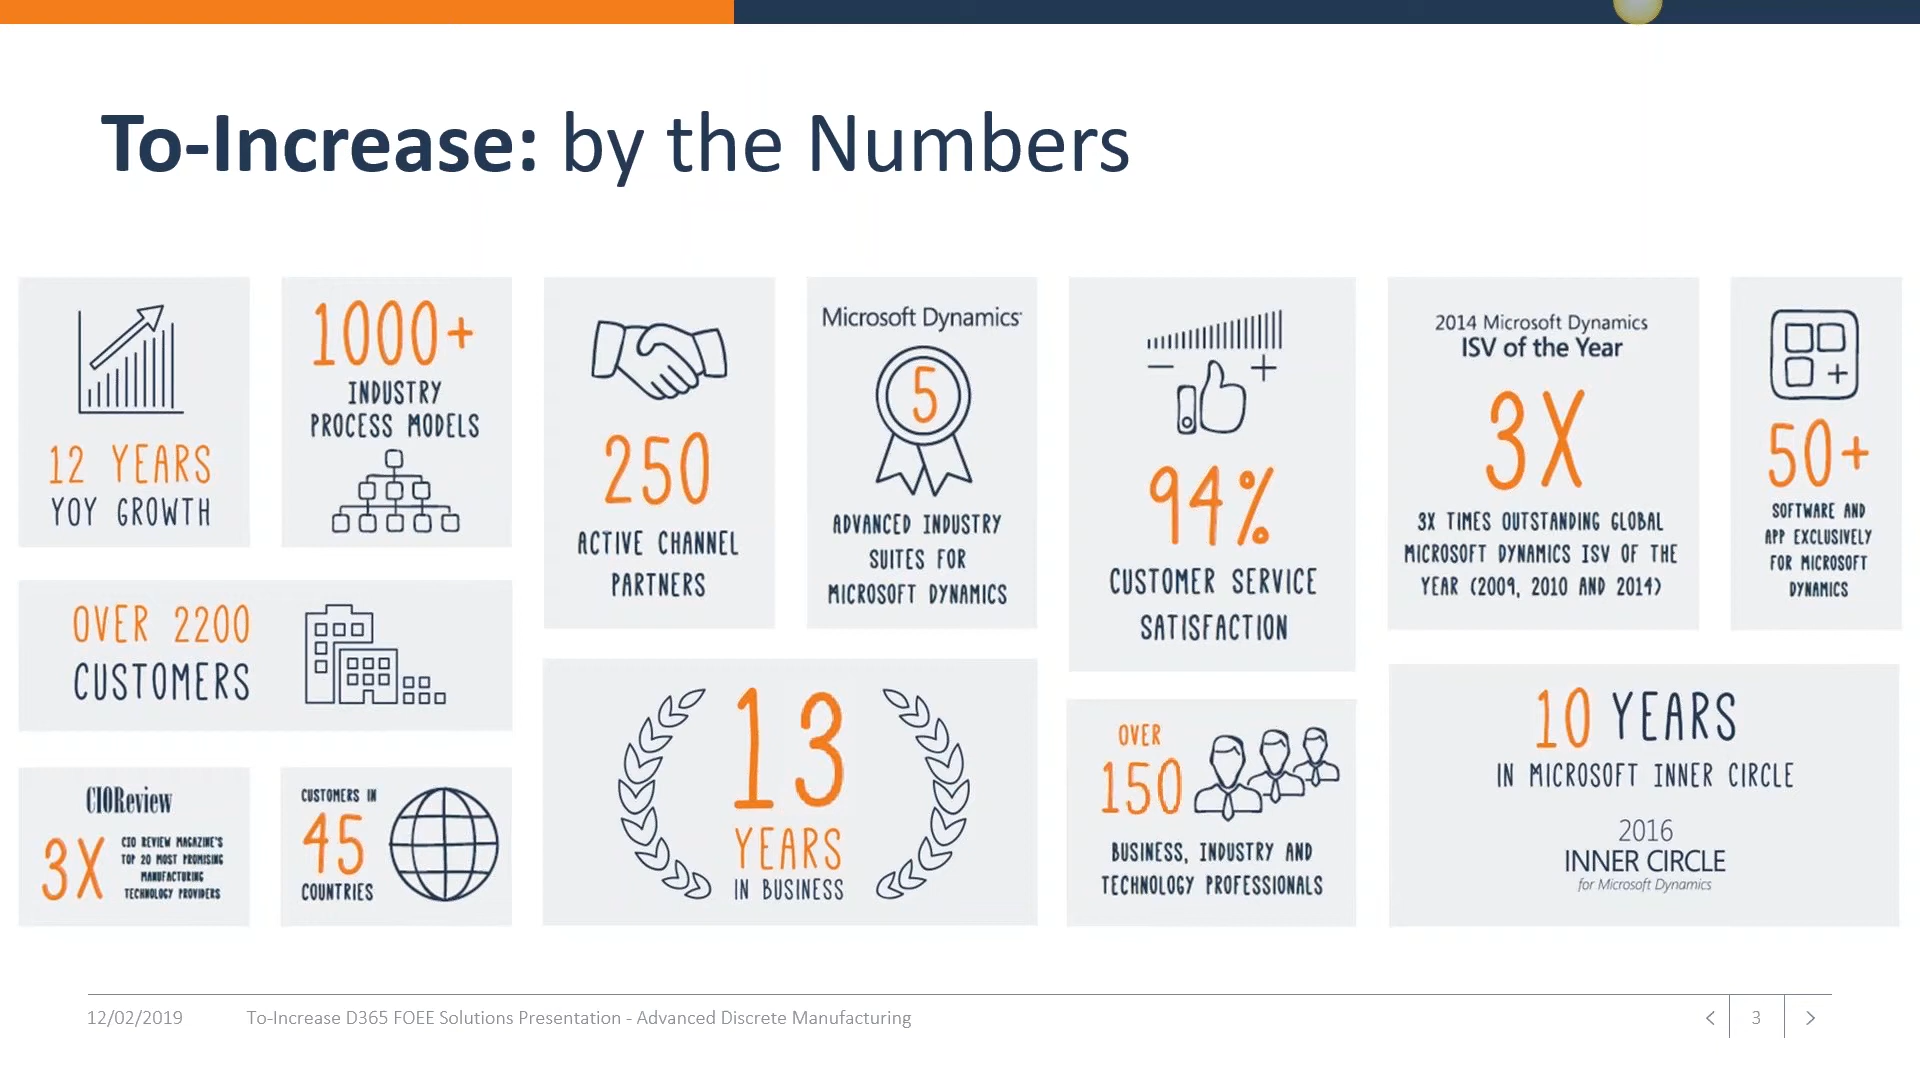 To-Increase: by the Numbers
12 YEARS
YOY GROWTH
1000+
INDUSTRY
PROCESS MODELS
250
ACTIVE CHANNEL
PARTNERS
Microsoft Dynamics
5
ADVANCED INDUSTRY
SUITES FOR
MICROSOFT DYNAMICS
94%
CUSTOMER SERVICE
SATISFACTION
2014 Microsoft Dynamics
ISV of the Year
3X
3X TIMES OUTSTANDING GLOBAL
MICROSOFT DYNAMICS ISV OF THE
YEAR (2009, 2010 AND 2014)
50+
SOFTWARE AND
APP EXCLUSIVELY
FOR MICROSOFT
DYNAMICS
OVER 2200
CUSTOMERS
CIOReview
3X
CIO REVIEW MAGAZINE'S
TOP 20 MOST PROMISING
MANUFACTURING
TECHNOLOGY PROVIDERS
CUSTOMERS IN
45
COUNTRIES
13
YEARS
IN BUSINESS
OVER
150
BUSINESS, INDUSTRY AND
TECHNOLOGY PROFESSIONALS
10 YEARS
IN MICROSOFT INNER CIRCLE
2016
INNER CIRCLE
for Microsoft Dynamics
12/02/2019
To-Increase D365 FOEE Solutions Presentation - Advanced Discrete Manufacturing
3